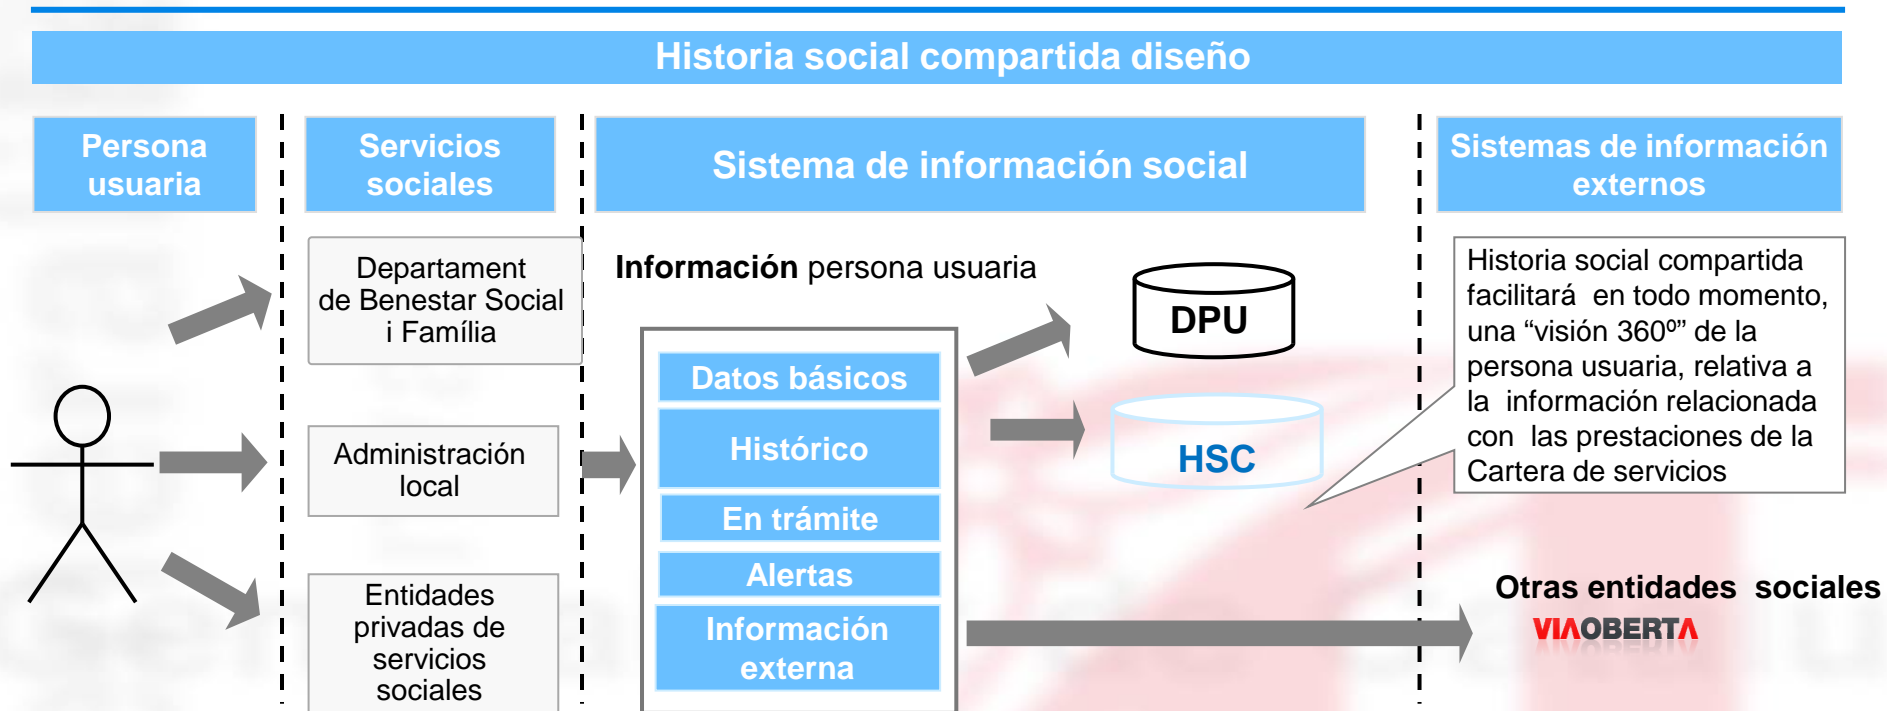 Historia social compartida diseño
Persona
usuaria
Servicios
sociales
Sistema de información social
Sistemas de información
externos
Departament
de Benestar Social
i Família
Administración
local
Entidades
privadas de
servicios
sociales
Información persona usuaria
Datos básicos
Histórico
En trámite
Alertas
Información
externa
DPU
HSC
Historia social compartida
facilitará en todo momento,
una “visión 360º” de la
persona usuaria, relativa a
la información relacionada
con las prestaciones de la
Cartera de servicios
Otras entidades sociales
VIAOBERTA